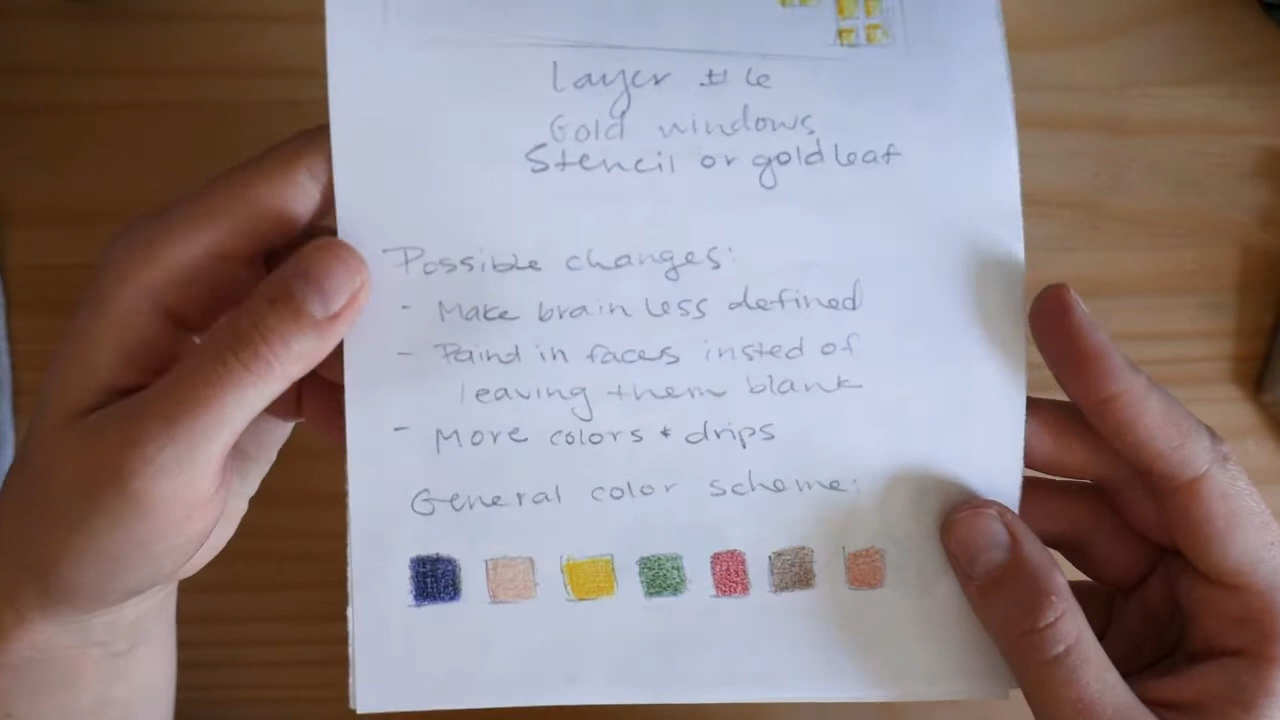 Layer #6
Gold windows
Stencil or gold leaf
Possible changes:
- Make brain less defined
- Paind in faces insted of
leaving them blank
- More colors + drips
General color scheme: